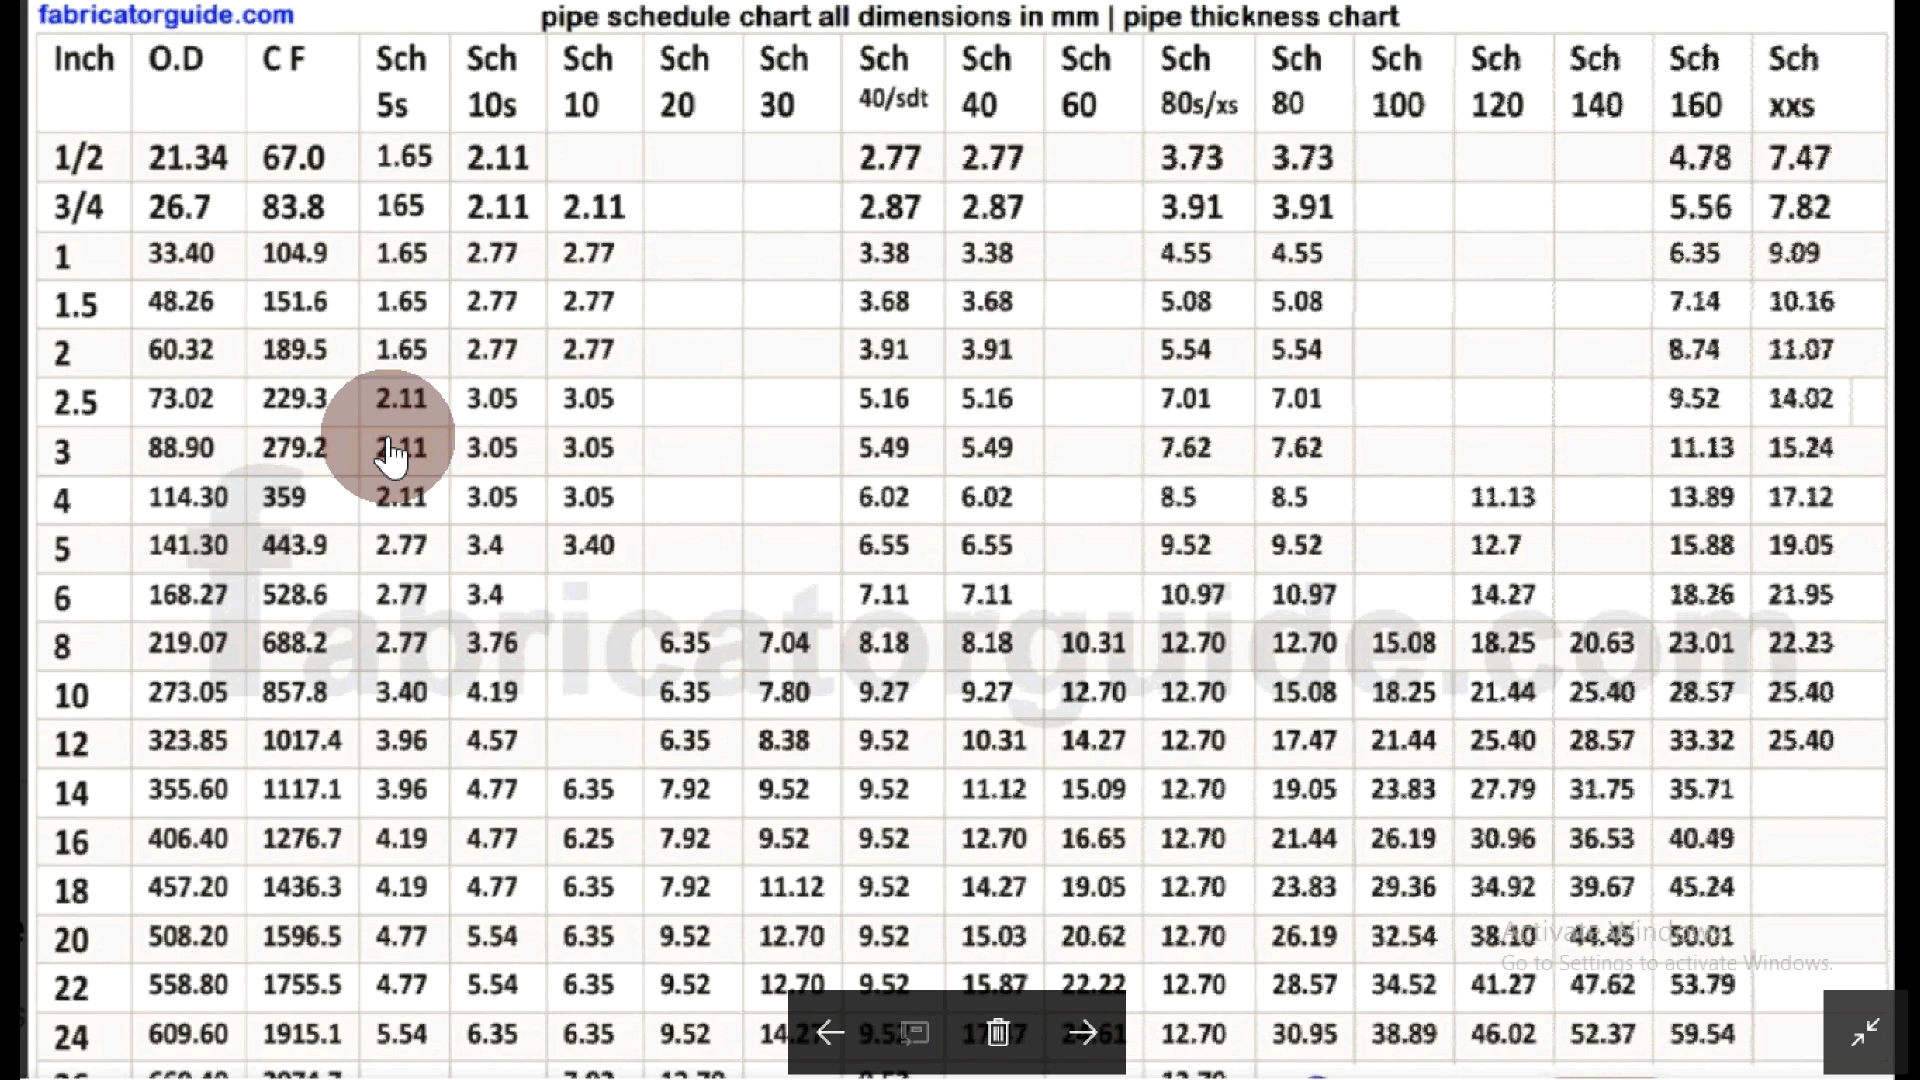 fabricatorguide.com pipe schedule chart all dimensions in mm | pipe thickness chart
Inch O.D C F Sch 5s Sch 10s Sch 10 Sch 20 Sch 30 Sch 40/sdt Sch 40 Sch 60 Sch 80s/xs Sch 80 Sch 100 Sch 120 Sch 140 Sch 160 Sch xxs
1/2 21.34 67.0 1.65 2.11 2.77 2.77 3.73 3.73 4.78 7.47
3/4 26.7 83.8 165 2.11 2.11 2.87 2.87 3.91 3.91 5.56 7.82
1 33.40 104.9 1.65 2.77 2.77 3.38 3.38 4.55 4.55 6.35 9.09
1.5 48.26 151.6 1.65 2.77 2.77 3.68 3.68 5.08 5.08 7.14 10.16
2 60.32 189.5 1.65 2.77 2.77 3.91 3.91 5.54 5.54 8.74 11.07
2.5 73.02 229.3 2.11 3.05 3.05 5.16 5.16 7.01 7.01 9.52 14.02
3 88.90 279.2 2.11 3.05 3.05 5.49 5.49 7.62 7.62 11.13 15.24
4 114.30 359 2.11 3.05 3.05 6.02 6.02 8.5 8.5 11.13 13.89 17.12
5 141.30 443.9 2.77 3.4 3.40 6.55 6.55 9.52 9.52 12.7 15.88 19.05
6 168.27 528.6 2.77 3.4 7.11 7.11 10.97 10.97 14.27 18.26 21.95
fabricatorguide.com
8 219.07 688.2 2.77 3.76 6.35 7.04 8.18 8.18 10.31 12.70 12.70 15.08 18.25 20.63 23.01 22.23
10 273.05 857.8 3.40 4.19 6.35 7.80 9.27 9.27 12.70 12.70 15.08 18.25 21.44 25.40 28.57 25.40
12 323.85 1017.4 3.96 4.57 6.35 8.38 9.52 10.31 14.27 12.70 17.47 21.44 25.40 28.57 33.32 25.40
14 355.60 1117.1 3.96 4.77 6.35 7.92 9.52 9.52 11.12 15.09 12.70 19.05 23.83 27.79 31.75 35.71
16 406.40 1276.7 4.19 4.77 6.25 7.92 9.52 9.52 12.70 16.65 12.70 21.44 26.19 30.96 36.53 40.49
18 457.20 1436.3 4.19 4.77 6.35 7.92 11.12 9.52 14.27 19.05 12.70 23.83 29.36 34.92 39.67 45.24
20 508.20 1596.5 4.77 5.54 6.35 9.52 12.70 9.52 15.03 20.62 12.70 26.19 32.54 38.10 44.45 50.01
Activate Windows
Go to Settings to activate Windows.
22 558.80 1755.5 4.77 5.54 6.35 9.52 12.70 9.52 15.87 22.22 12.70 28.57 34.52 41.27 47.62 53.79
24 609.60 1915.1 5.54 6.35 6.35 9.52 12.70 30.95 38.89 46.02 52.37 59.54